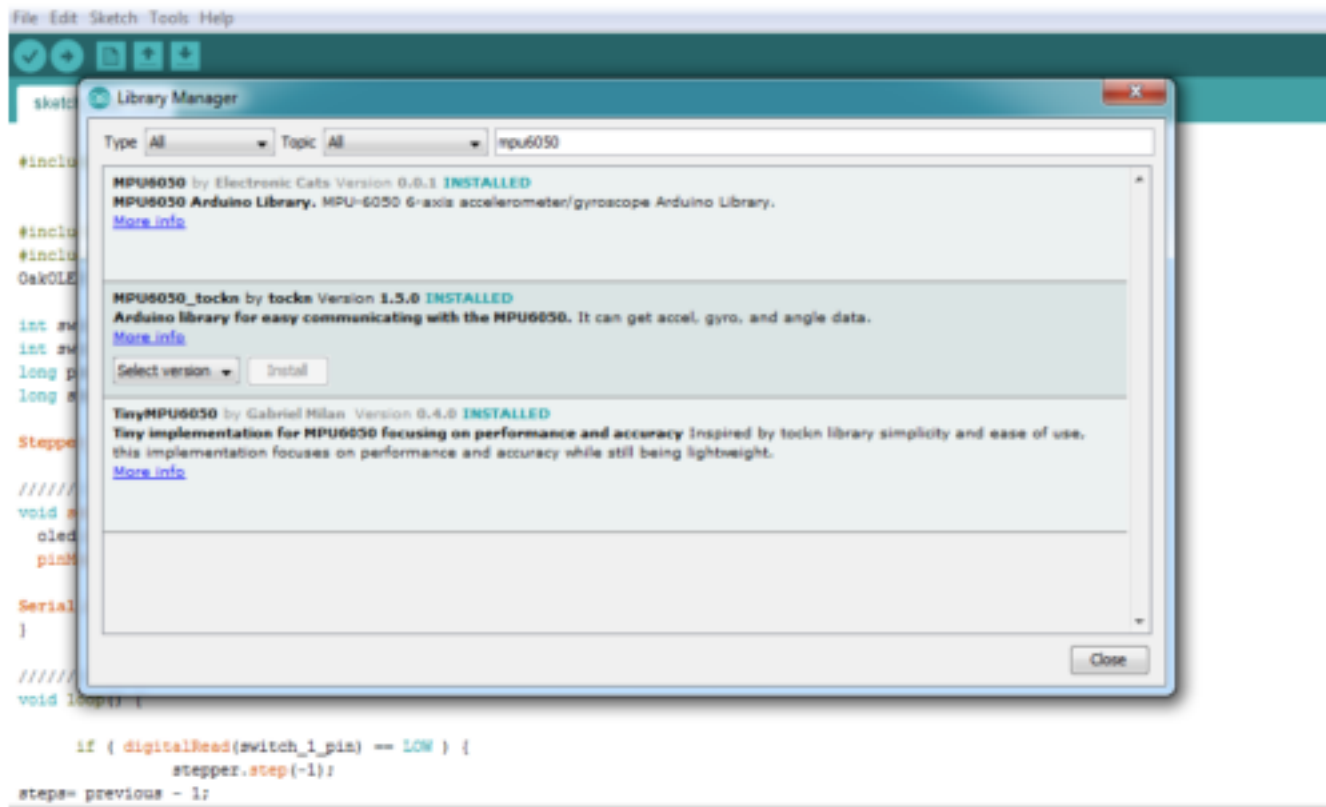 File Edit Sketch Tools Help
sketc
Library Manager
Type All Topic All mpu6050
#inclu
MPU6050 by Electronic Cats Version 0.0.1 INSTALLED
MPU6050 Arduino Library. MPU-6050 6-axis accelerometer/gyroscope Arduino Library.
More info
#inclu
#inclu
OakOLE
MPU6050_tockn by tockn Version 1.5.0 INSTALLED
Arduino library for easy communicating with the MPU6050. It can get accel, gyro, and angle data.
More info
int sw
int sw
long p
long s
Select version Install
TinyMPU6050 by Gabriel Milan Version 0.4.0 INSTALLED
Tiny implementation for MPU6050 focusing on performance and accuracy Inspired by tockn library simplicity and ease of use,
this implementation focuses on performance and accuracy while still being lightweight.
More info
Steppe
//////
void s
oled
pinM
Serial
}
Close
//////
void loop() {
if ( digitalRead(switch_1_pin) == LOW ) {
stepper.step(-1);
steps= previous - 1;